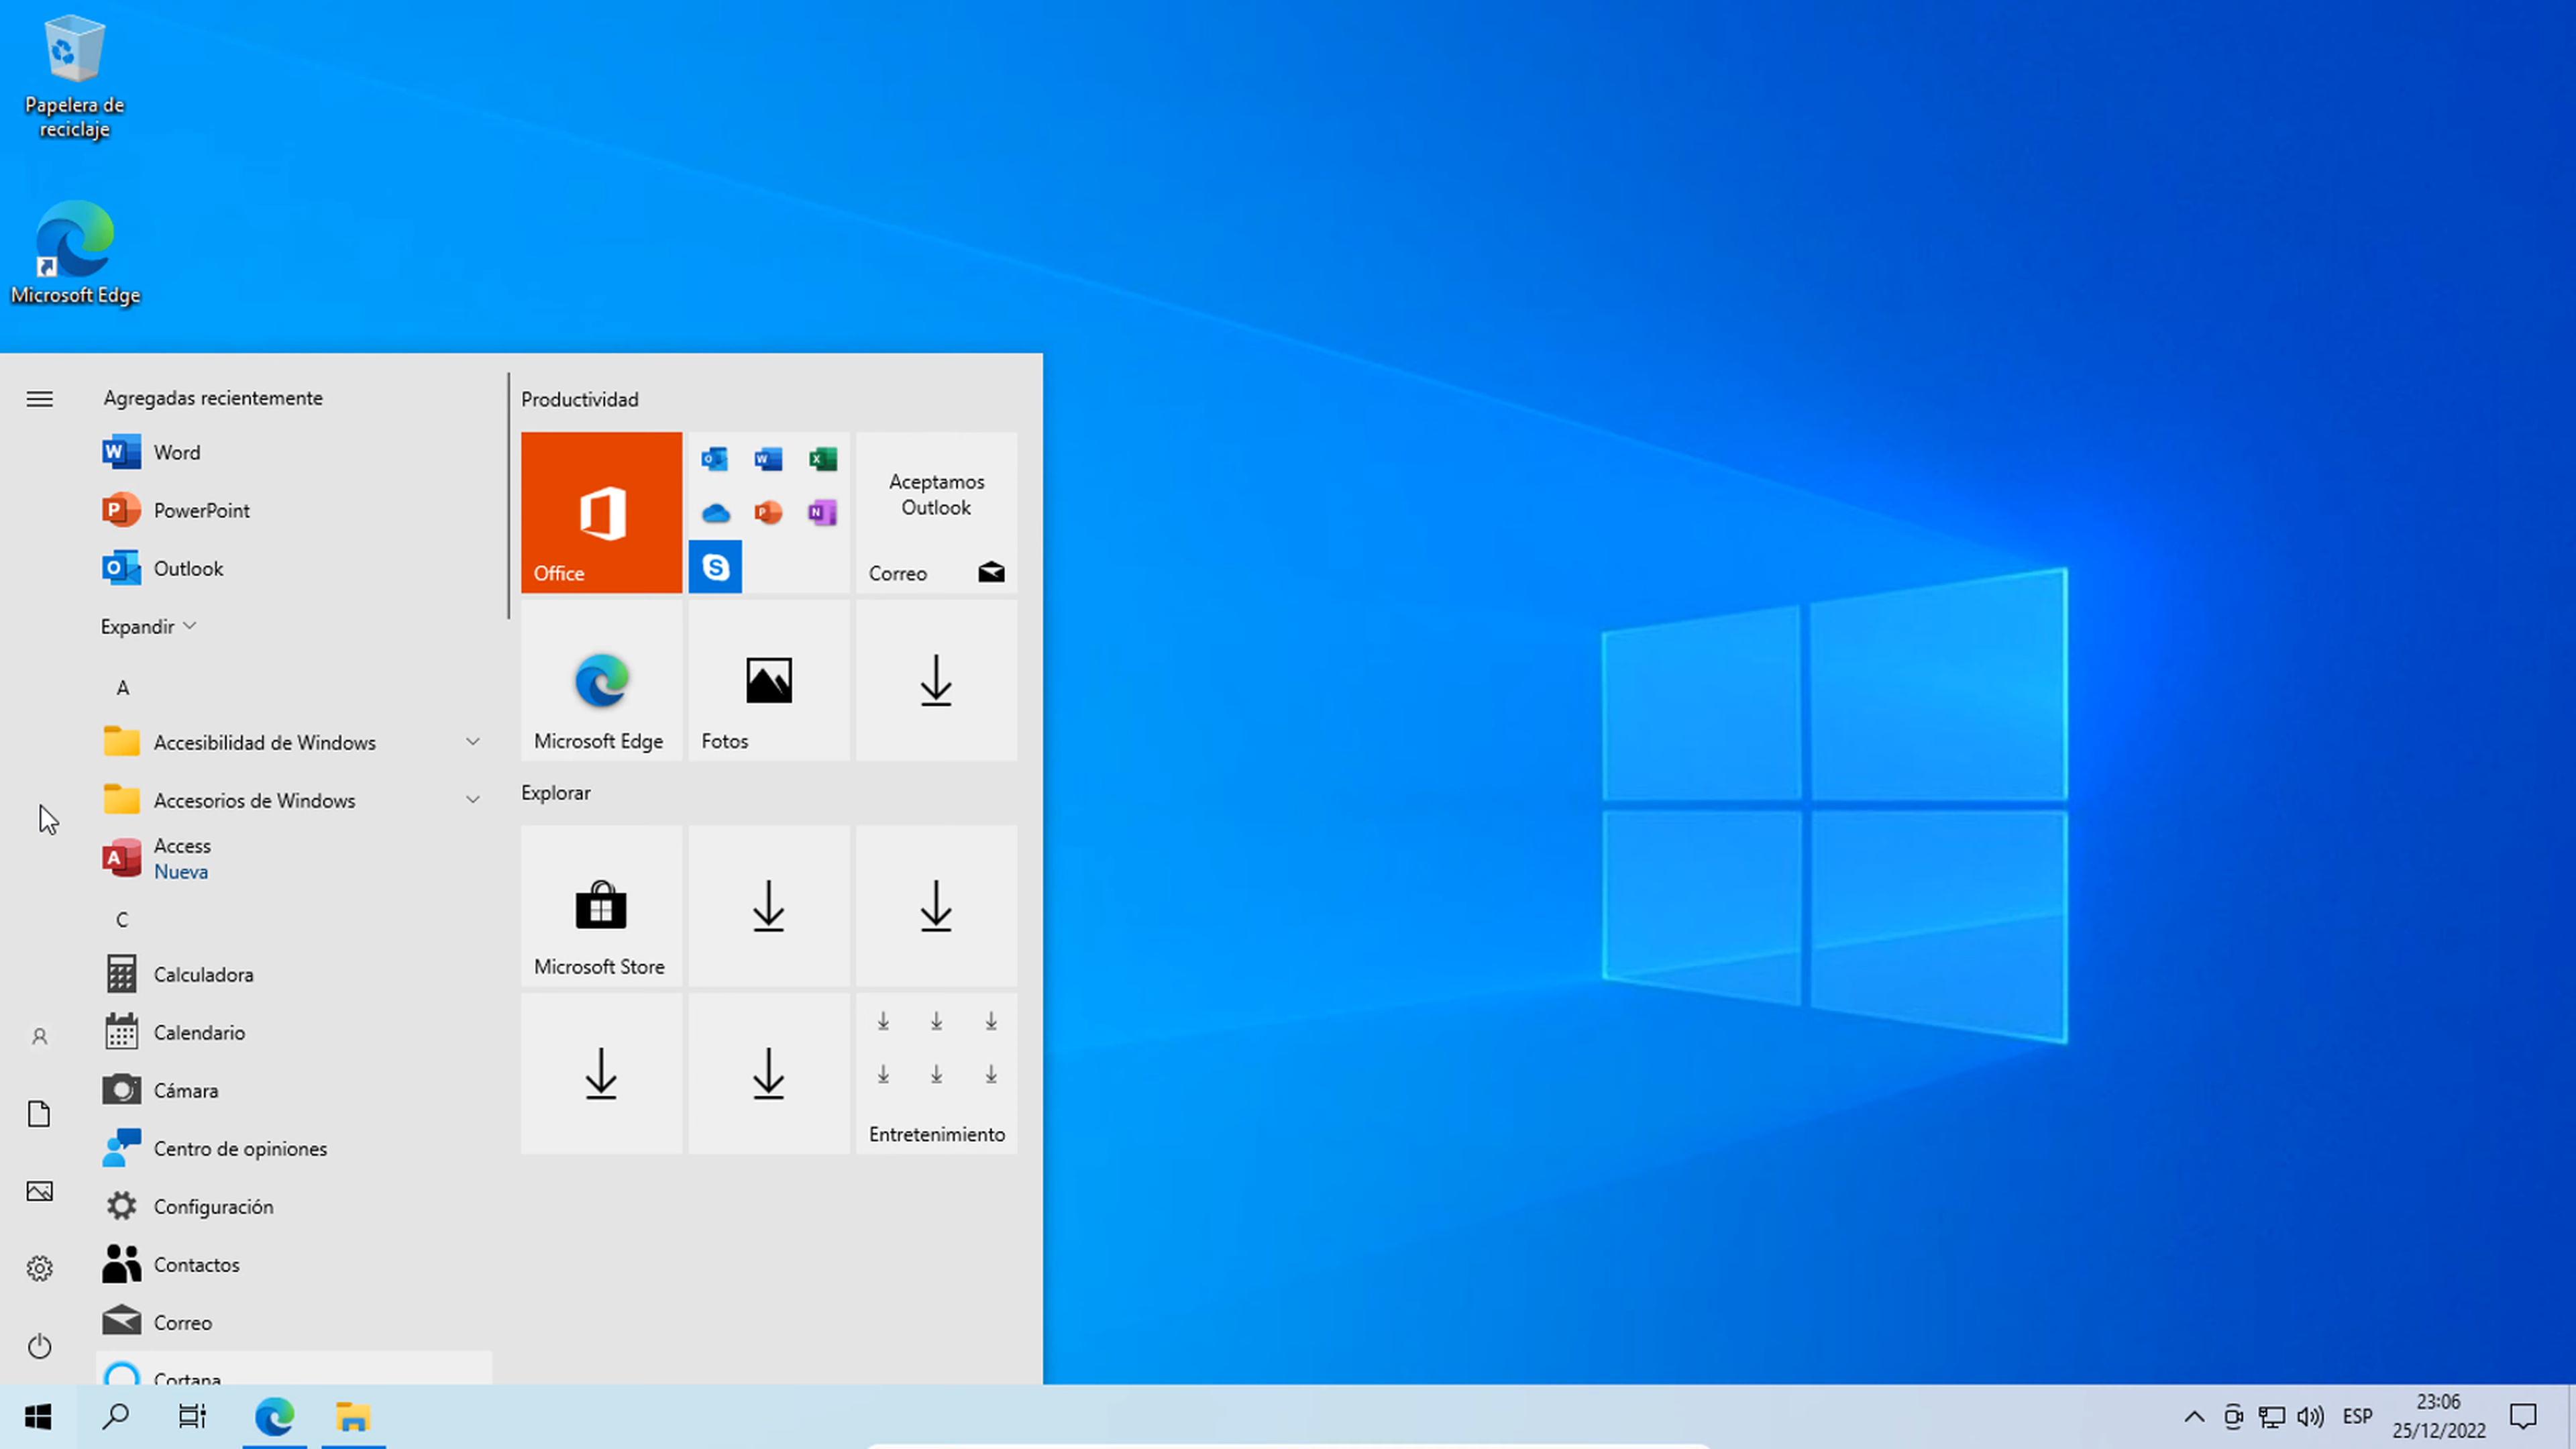 Papelera de
reciclaje
Microsoft Edge
Agregadas recientemente
Word
PowerPoint
Outlook
Expandir
A
Accesibilidad de Windows
Accesorios de Windows
Access
Nueva
C
Calculadora
Calendario
Cámara
Centro de opiniones
Configuración
Contactos
Correo
Cortana
Productividad
Office
Aceptamos
Outlook
Correo
Microsoft Edge
Fotos
Explorar
Microsoft Store
Entretenimiento
ESP
23:06
25/12/2022